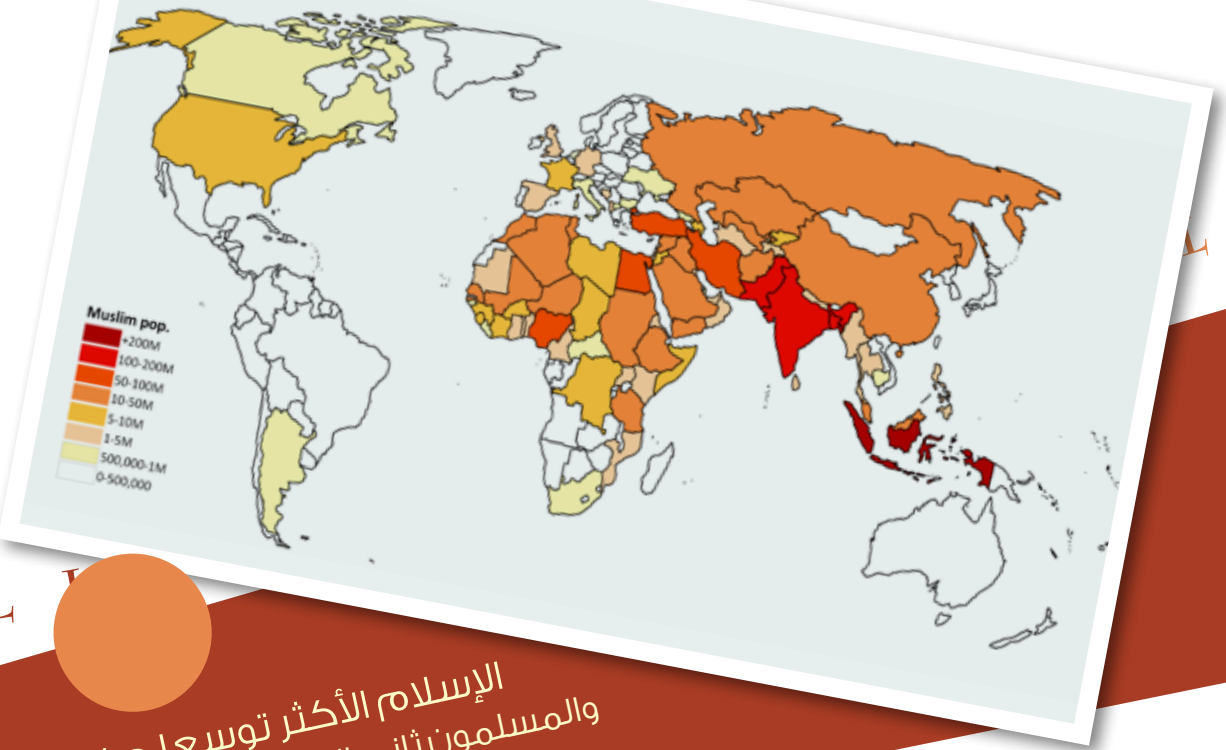 Muslim pop.
+200M
100-200M
50-100M
10-50M
5-10M
1-5M
500,000-1M
0-500,000
الإسلام الأكثر توسعا
والمسلمون ثاني